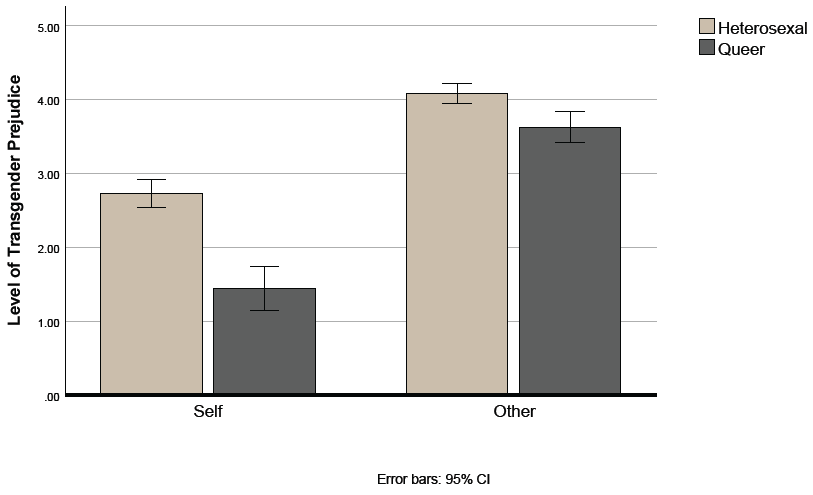 Level of Transgender Prejudice
5.00
4.00
3.00
2.00
1.00
.00
Self
Other
Heterosexal
Queer
Error bars: 95% CI